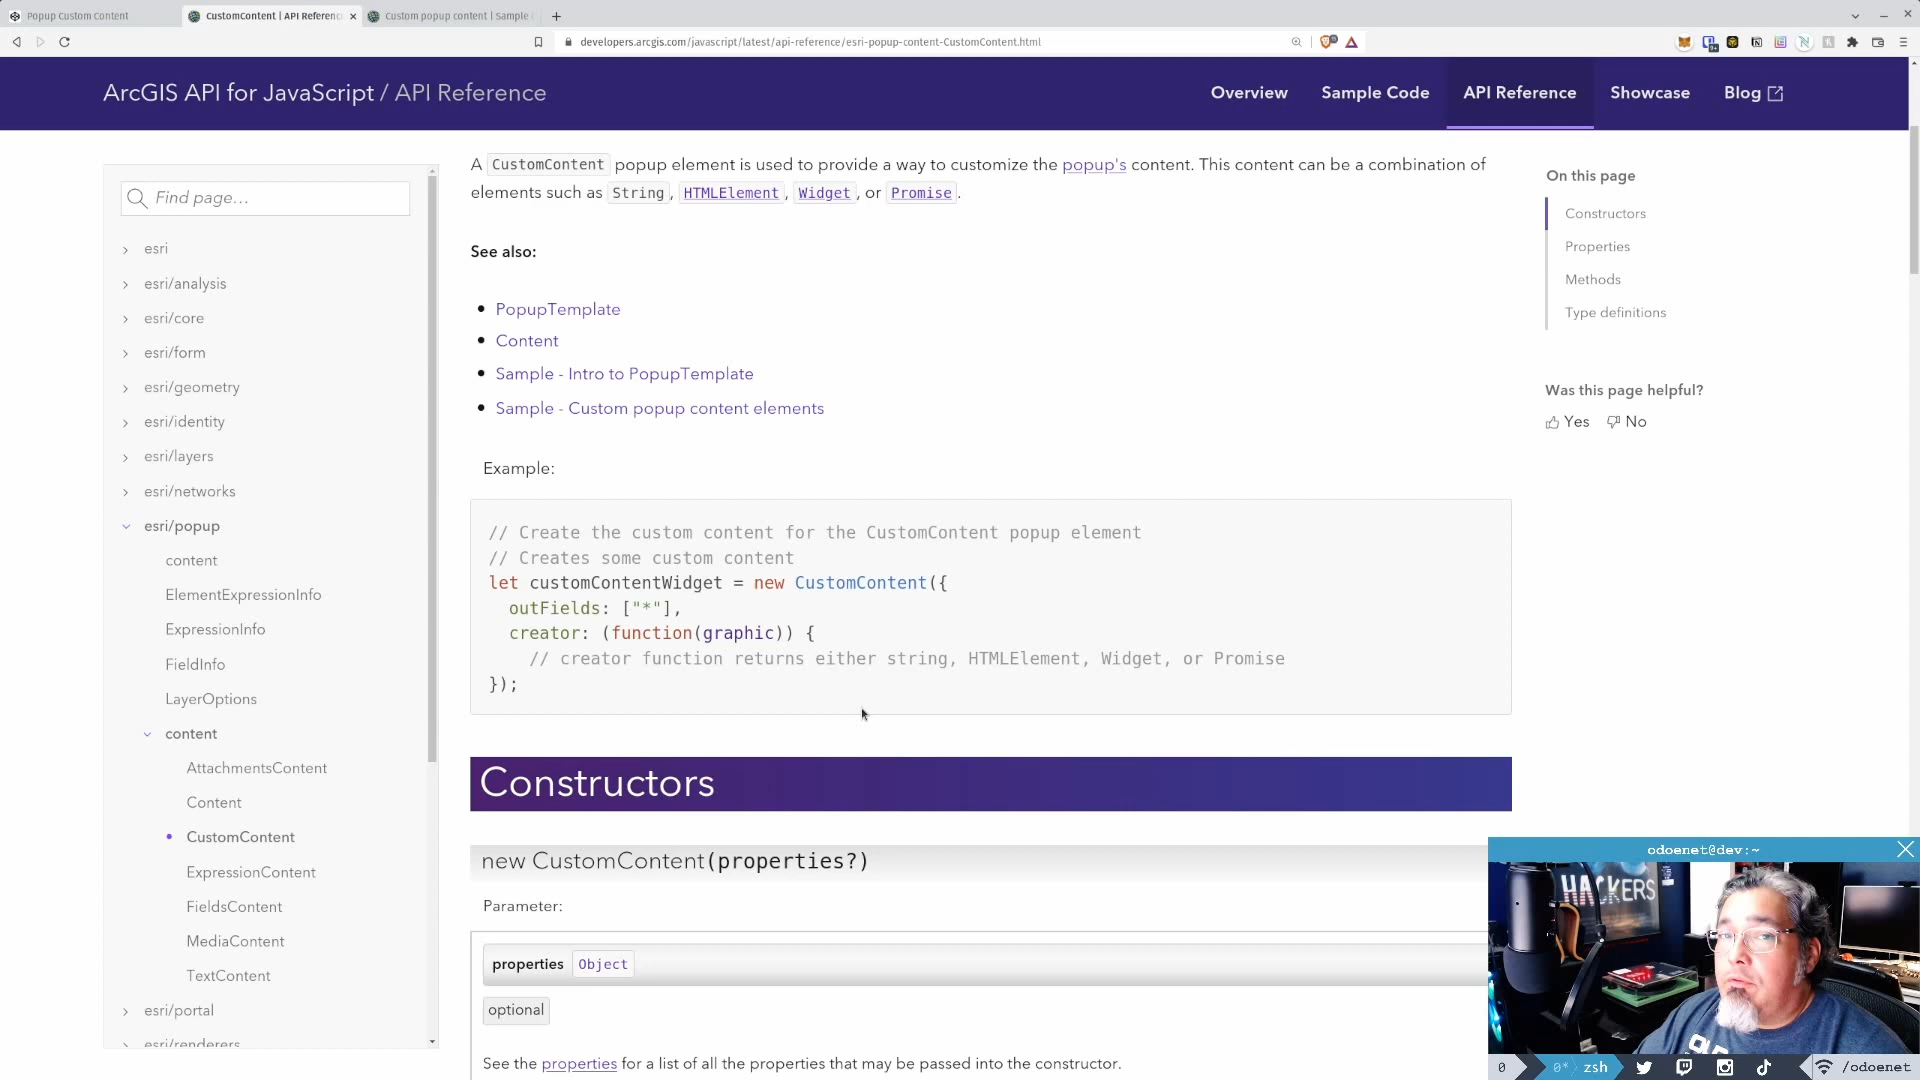 Popup Custom Content
CustomContent | API Referenc
Custom popup content | Sample
developers.arcgis.com/javascript/latest/api-reference/esri-popup-content-CustomContent.html
ArcGIS API for JavaScript / API Reference
Overview
Sample Code
API Reference
Showcase
Blog
Find page…
esri
esri/analysis
esri/core
esri/form
esri/geometry
esri/identity
esri/layers
esri/networks
esri/popup
content
ElementExpressionInfo
ExpressionInfo
FieldInfo
LayerOptions
content
AttachmentsContent
Content
CustomContent
ExpressionContent
FieldsContent
MediaContent
TextContent
esri/portal
esri/renderers
A CustomContent popup element is used to provide a way to customize the popup's content. This content can be a combination of
elements such as String, HTMLElement, Widget, or Promise.
See also:
PopupTemplate
Content
Sample - Intro to PopupTemplate
Sample - Custom popup content elements
Example:
// Create the custom content for the CustomContent popup element
// Creates some custom content
let customContentWidget = new CustomContent({
outFields: ["*"],
creator: (function(graphic)) {
// creator function returns either string, HTMLElement, Widget, or Promise
});
Constructors
new CustomContent(properties?)
Parameter:
properties Object
optional
See the properties for a list of all the properties that may be passed into the constructor.
On this page
Constructors
Properties
Methods
Type definitions
Was this page helpful?
Yes No
odoenet@dev:~
HACKERS
0 0* zsh /odoenet